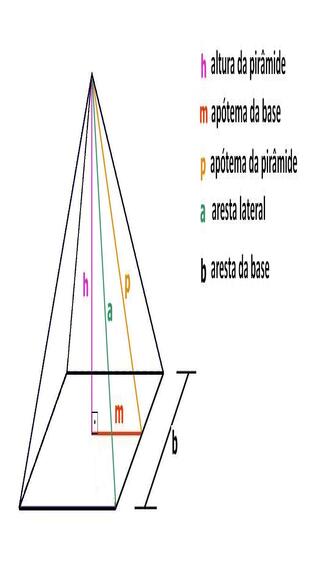 h altura da pirâmide
m apótema da base
p apótema da pirâmide
a aresta lateral
b aresta da base
h
p
a
m
b